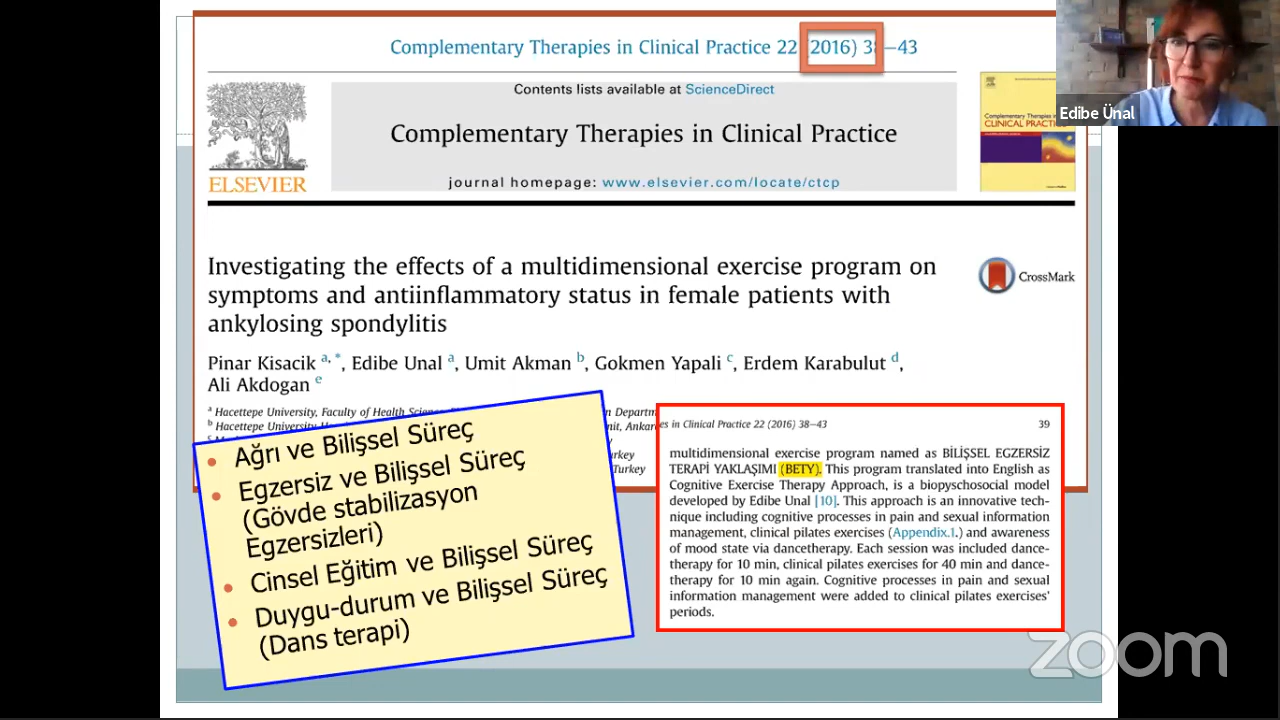 Complementary Therapies in Clinical Practice 22 (2016) 38–43
Contents lists available at ScienceDirect
Complementary Therapies in Clinical Practice
journal homepage: www.elsevier.com/locate/ctcp
ELSEVIER
CLINICAL PRACTICE
Edibe Ünal
Investigating the effects of a multidimensional exercise program on
symptoms and antiinflammatory status in female patients with
ankylosing spondylitis
CrossMark
Pinar Kisacik a, *, Edibe Unal a, Umit Akman b, Gokmen Yapali c, Erdem Karabulut d,
Ali Akdogan e
a Hacettepe University, Faculty of Health
b Hacettepe University
• Ağrı ve Bilişsel Süreç
• Egzersiz ve Bilişsel Süreç
(Gövde stabilizasyon
Egzersizleri)
• Cinsel Eğitim ve Bilişsel Süreç
• Duygu-durum ve Bilişsel Süreç
(Dans terapi)
es in Clinical Practice 22 (2016) 38–43 39
multidimensional exercise program named as BİLİŞSEL EGZERSİZ
TERAPİ YAKLAŞIMI (BETY). This program translated into English as
Cognitive Exercise Therapy Approach, is a biopyschosocial model
developed by Edibe Unal [10]. This approach is an innovative tech-
nique including cognitive processes in pain and sexual information
management, clinical pilates exercises (Appendix.1.) and awareness
of mood state via dancetherapy. Each session was included dance-
therapy for 10 min, clinical pilates exercises for 40 min and dance-
therapy for 10 min again. Cognitive processes in pain and sexual
information management were added to clinical pilates exercises'
periods.
zoom